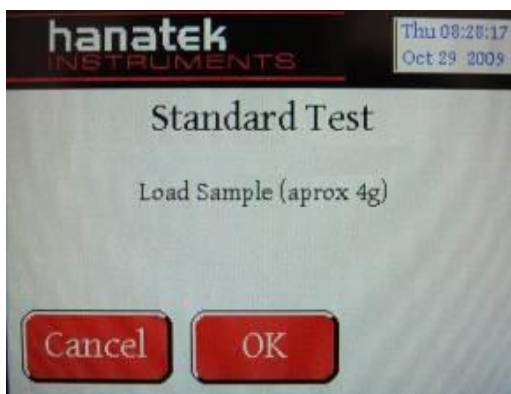 hanatek
INSTRUMENTS
Thu 08:28:17
Oct 29 2009
Standard Test
Load Sample (aprox 4g)
Cancel
OK